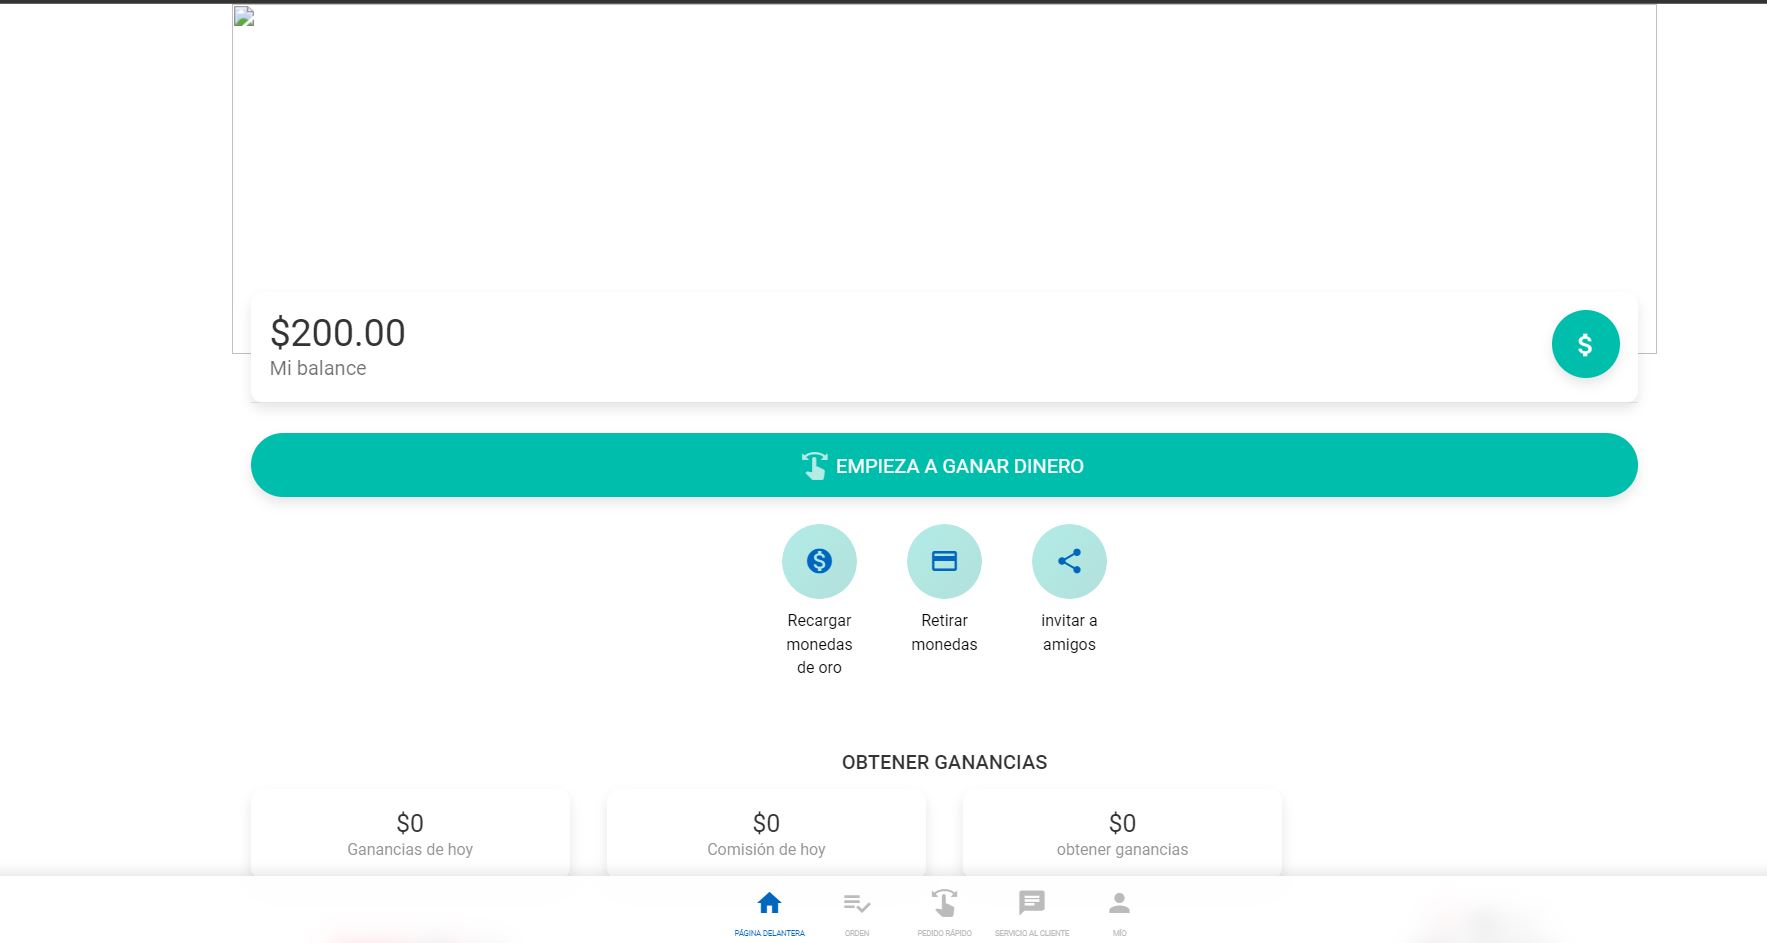 $200.00
Mi balance
$
EMPIEZA A GANAR DINERO
$
Recargar
monedas
de oro
Retirar
monedas
invitar a
amigos
OBTENER GANANCIAS
$0
Ganancias de hoy
$0
Comisión de hoy
$0
obtener ganancias
PÁGINA DELANTERA
ORDEN
PEDIDO RÁPIDO
SERVICIO AL CLIENTE
MÍO